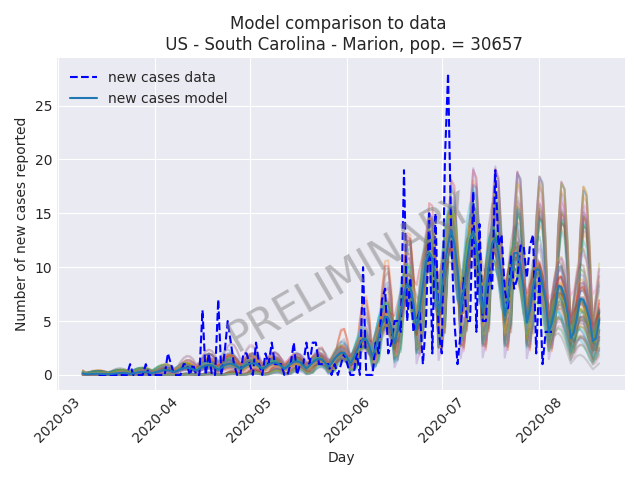 Model comparison to data
US - South Carolina - Marion, pop. = 30657
new cases data
new cases model
PRELIMINARY
Number of new cases reported
25
20
15
10
5
0
2020-03
2020-04
2020-05
2020-06
2020-07
2020-08
Day